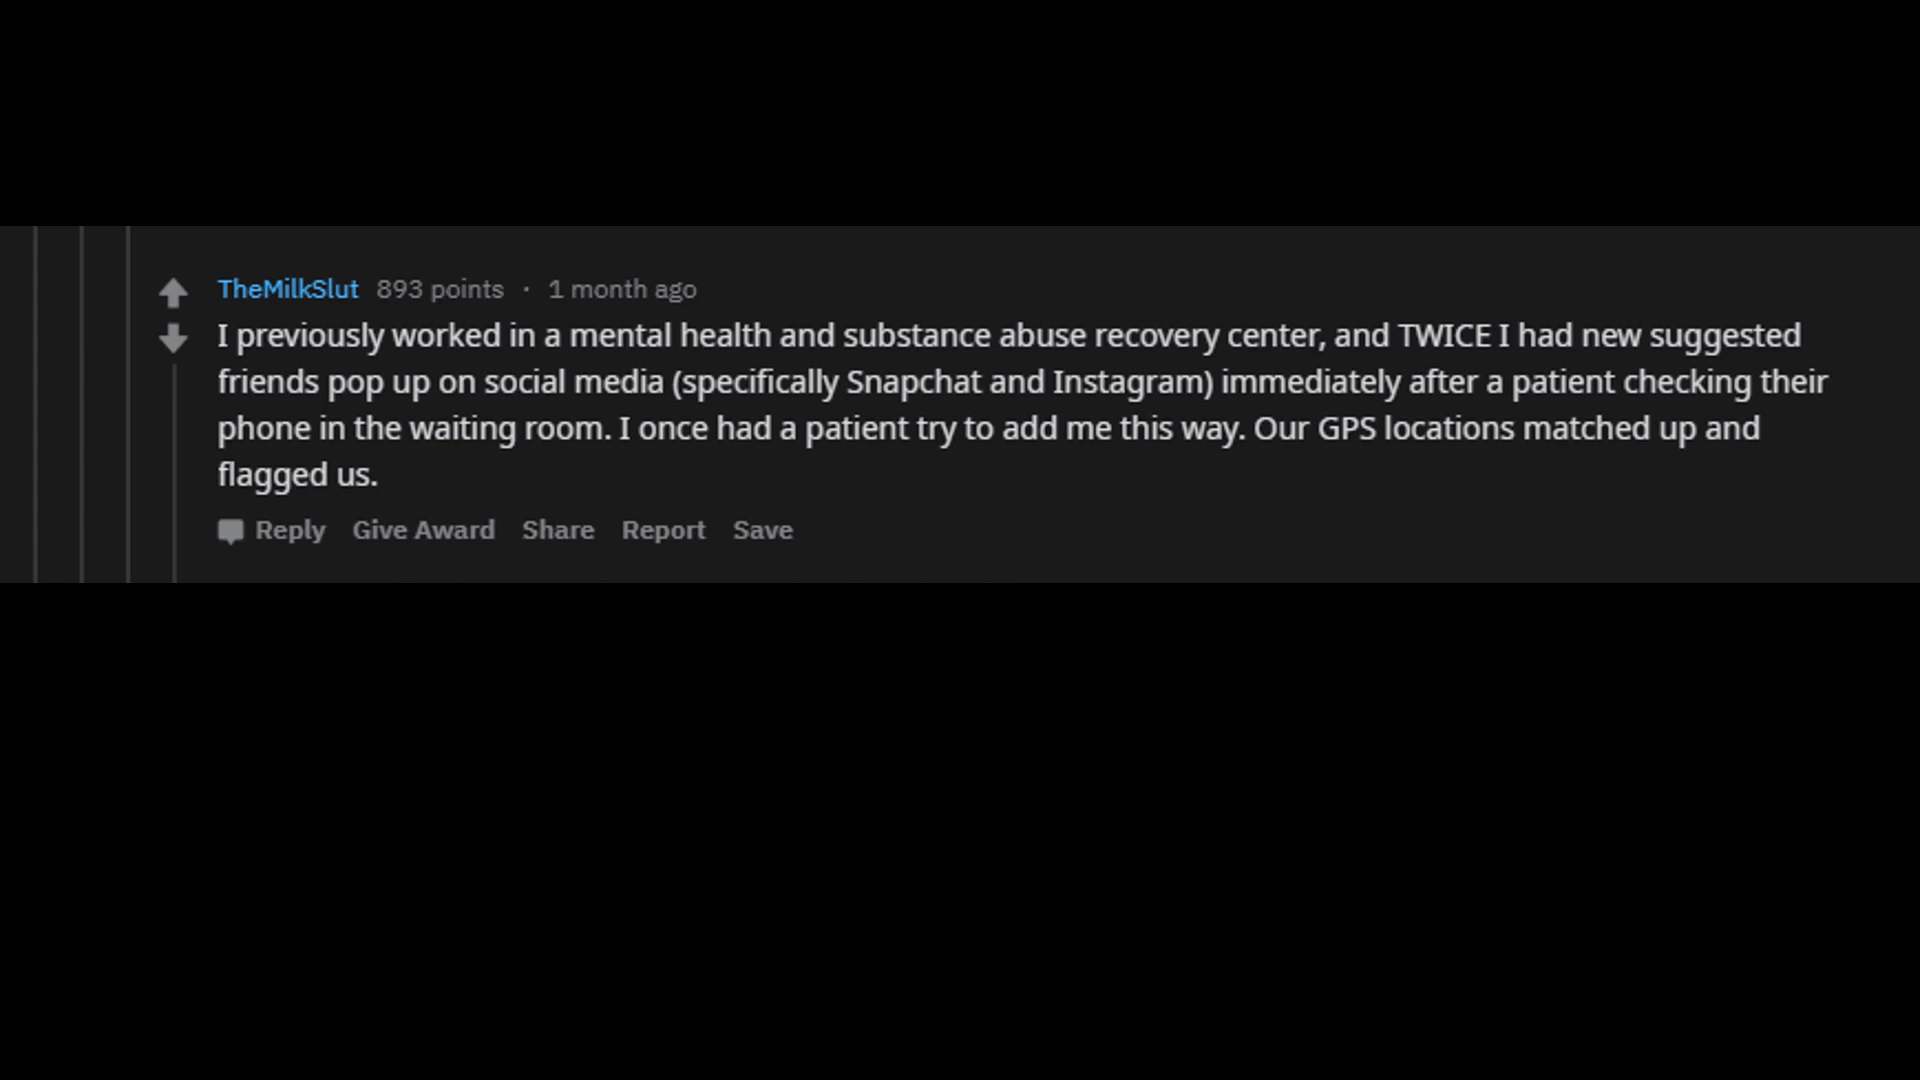 TheMilkSlut 893 points · 1 month ago
I previously worked in a mental health and substance abuse recovery center, and TWICE I had new suggested
friends pop up on social media (specifically Snapchat and Instagram) immediately after a patient checking their
phone in the waiting room. I once had a patient try to add me this way. Our GPS locations matched up and
flagged us.
Reply Give Award Share Report Save